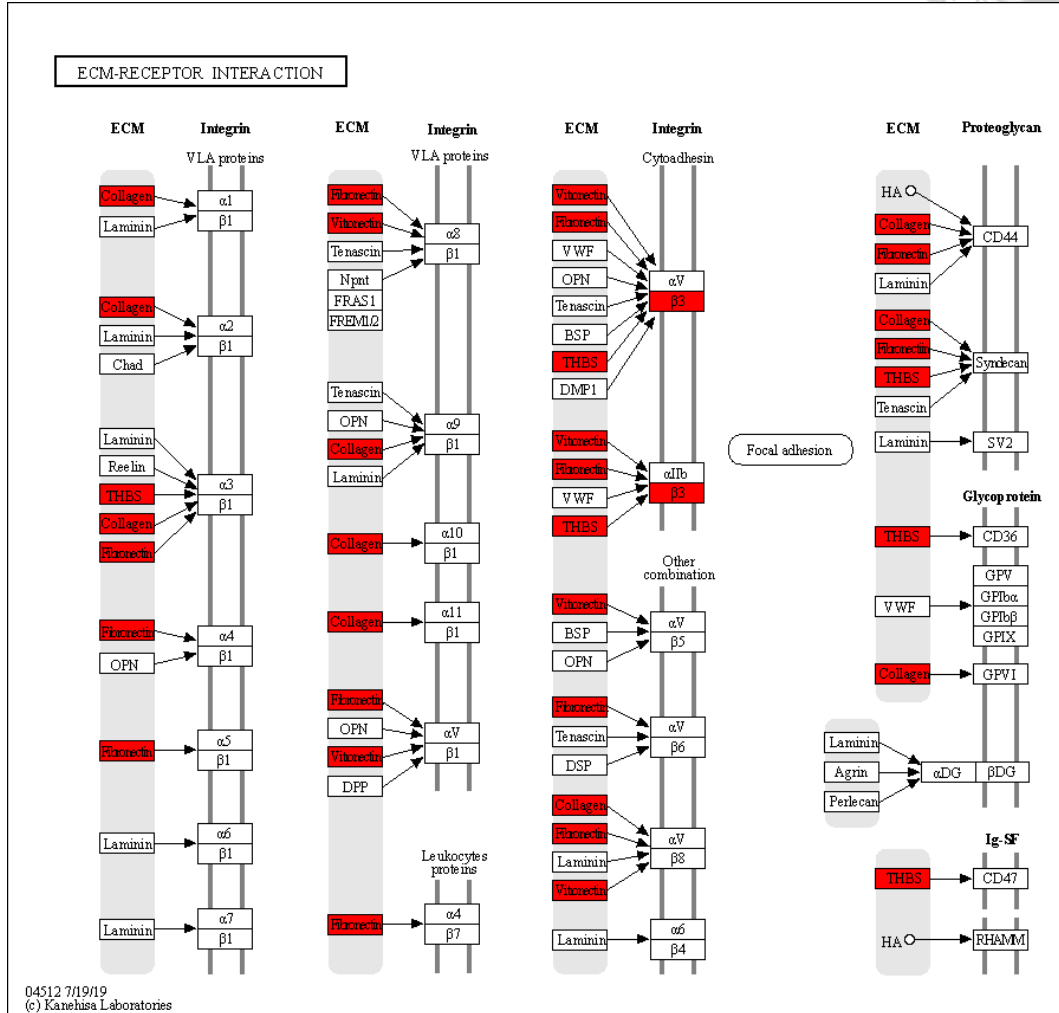 ECM-RECEPTOR INTERACTION
ECM
Integrin
VLA proteins
Collagen
Laminin
α1
β1
Collagen
Laminin
Chad
α2
β1
Laminin
Reelin
THBS
Collagen
Fibronectin
α3
β1
Fibronectin
OPN
α4
β1
Fibronectin
α5
β1
Laminin
α6
β1
Laminin
α7
β1
ECM
Integrin
VLA proteins
Fibronectin
Vitronectin
Tenascin
Npnt
FRAS1
FREM1/2
α8
β1
Tenascin
OPN
Collagen
Laminin
α9
β1
Collagen
α10
β1
Collagen
α11
β1
Fibronectin
OPN
Vitronectin
DPP
αV
β1
Leukocytes
proteins
Fibronectin
α4
β7
ECM
Integrin
Cytoadhesin
Vitronectin
Fibronectin
VWF
OPN
Tenascin
BSP
THBS
DMP1
αV
β3
Vitronectin
Fibronectin
VWF
THBS
αIIb
β3
Other
combination
Vitronectin
BSP
OPN
αV
β5
Fibronectin
Tenascin
DSP
αV
β6
Collagen
Fibronectin
Laminin
Vitronectin
αV
β8
Laminin
α6
β4
Focal adhesion
ECM
Proteoglycan
HA
Collagen
Fibronectin
Laminin
CD44
Collagen
Fibronectin
THBS
Tenascin
Syndecan
Laminin
SV2
Glycoprotein
THBS
CD36
VWF
GPV
GPIbα
GPIbβ
GPIX
Collagen
GPVI
Laminin
Agrin
Perlecan
αDG
βDG
Ig-SF
THBS
CD47
HA
RHAMM
04512 7/19/19
(c) Kanehisa Laboratories